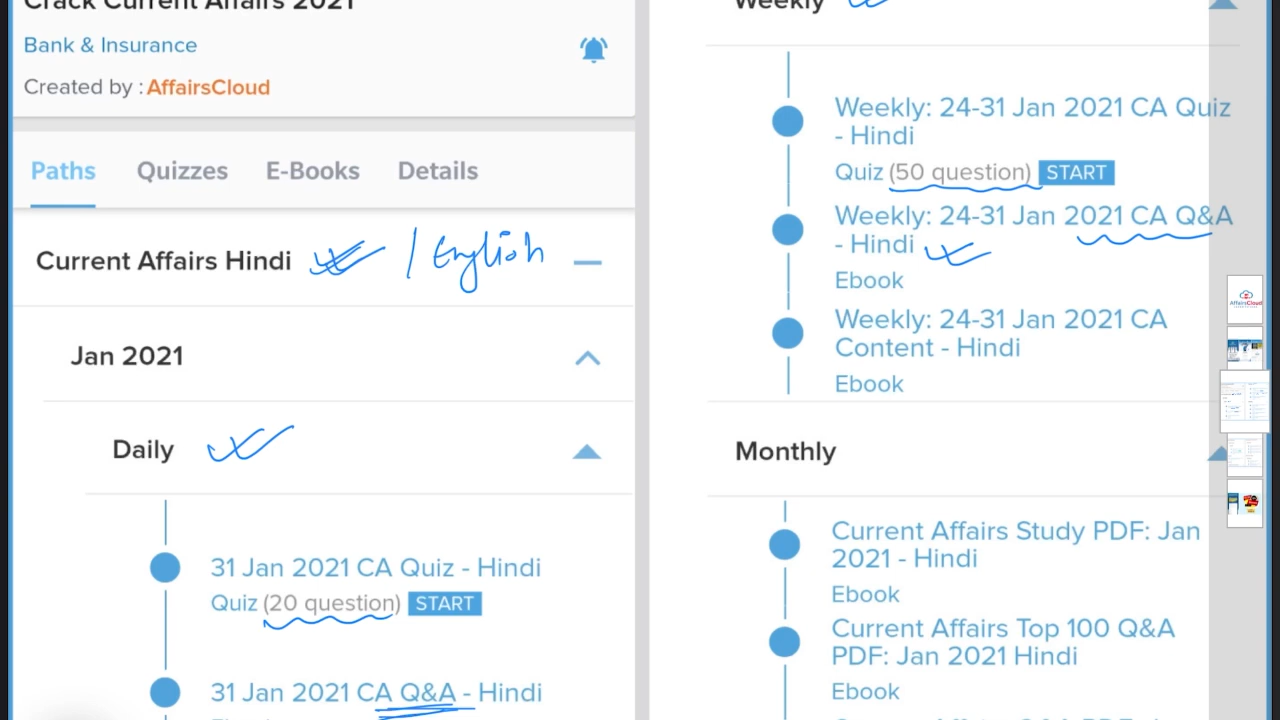 Crack Current Affairs 2021
Bank & Insurance
Created by : AffairsCloud
Paths Quizzes E-Books Details
Current Affairs Hindi / English
Jan 2021
Daily
31 Jan 2021 CA Quiz - Hindi
Quiz (20 question) START
31 Jan 2021 CA Q&A - Hindi
Weekly
Weekly: 24-31 Jan 2021 CA Quiz
- Hindi
Quiz (50 question) START
Weekly: 24-31 Jan 2021 CA Q&A
- Hindi
Ebook
Weekly: 24-31 Jan 2021 CA
Content - Hindi
Ebook
Monthly
Current Affairs Study PDF: Jan
2021 - Hindi
Ebook
Current Affairs Top 100 Q&A
PDF: Jan 2021 Hindi
Ebook
AffairsCloud